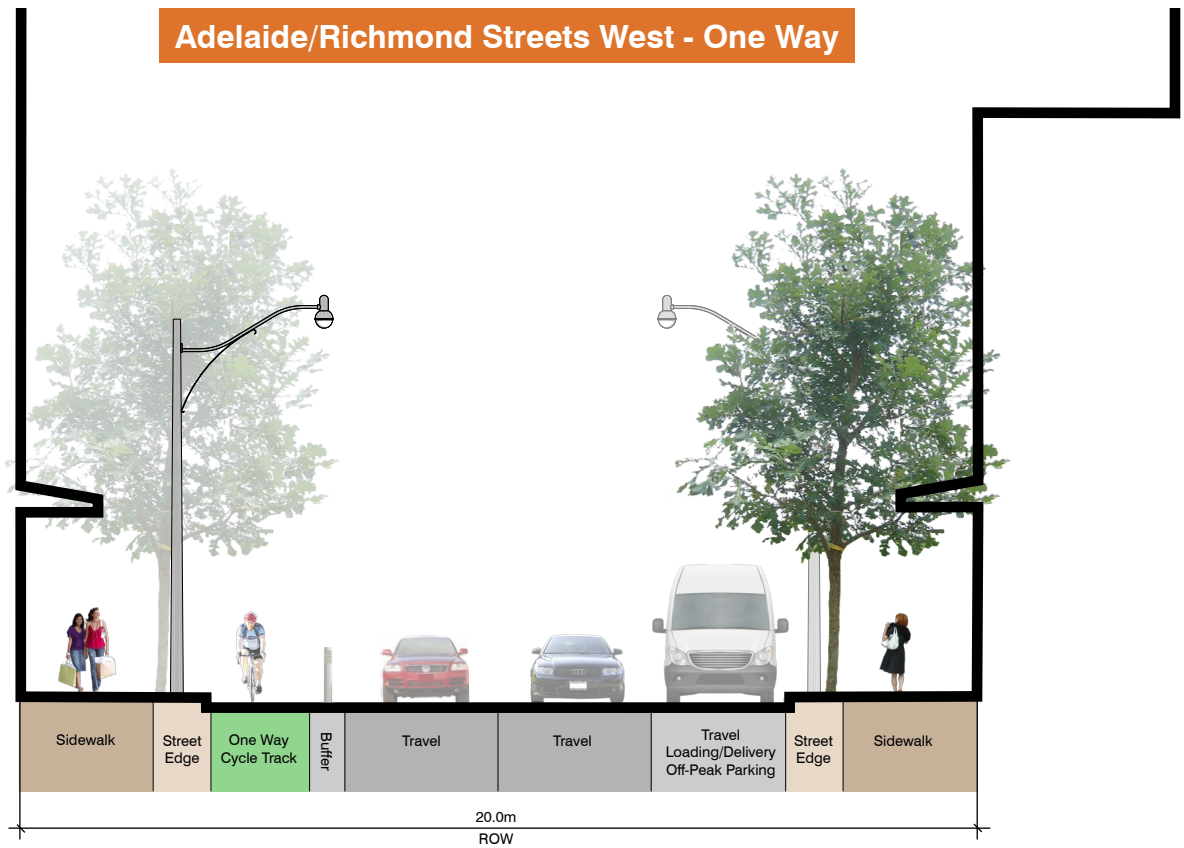 Adelaide/Richmond Streets West - One Way
Sidewalk
Street
Edge
One Way
Cycle Track
Buffer
Travel
Travel
Travel
Loading/Delivery
Off-Peak Parking
Street
Edge
Sidewalk
20.0m
ROW